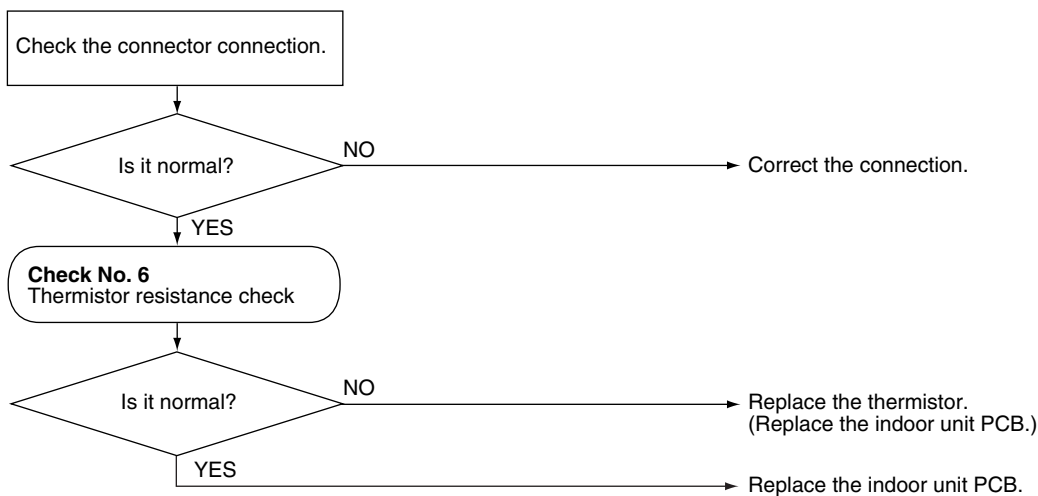 Check the connector connection.
Is it normal?
NO
Correct the connection.
YES
Check No. 6
Thermistor resistance check
Is it normal?
NO
Replace the thermistor.
(Replace the indoor unit PCB.)
YES
Replace the indoor unit PCB.